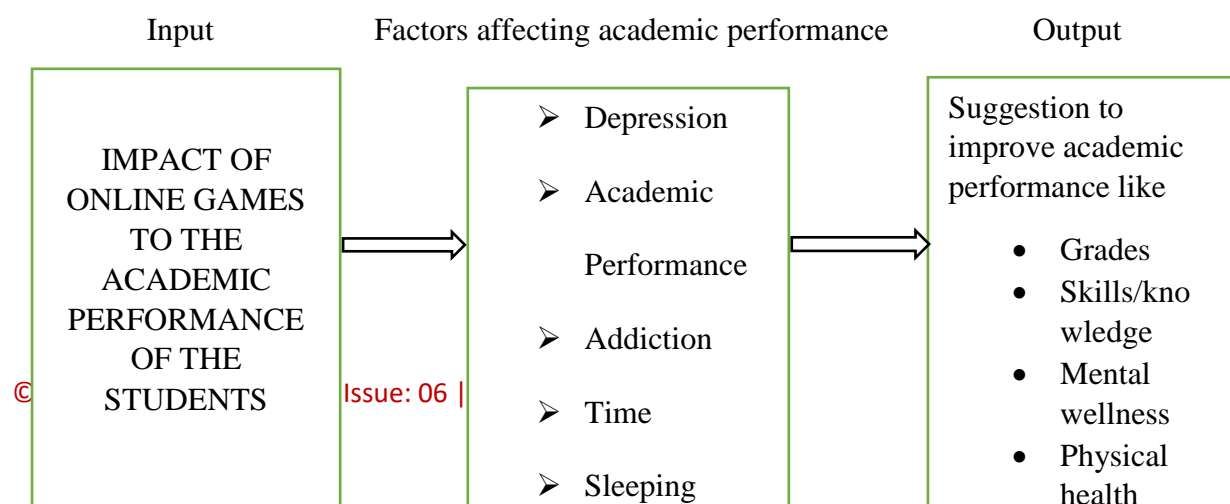 Input
Factors affecting academic performance
Output
IMPACT OF
ONLINE GAMES
TO THE
ACADEMIC
PERFORMANCE
OF THE
STUDENTS
➢ Depression
➢ Academic
Performance
➢ Addiction
➢ Time
➢ Sleeping
Suggestion to
improve academic
performance like
• Grades
• Skills/kno
wledge
• Mental
wellness
• Physical
health
© Issue: 06 |